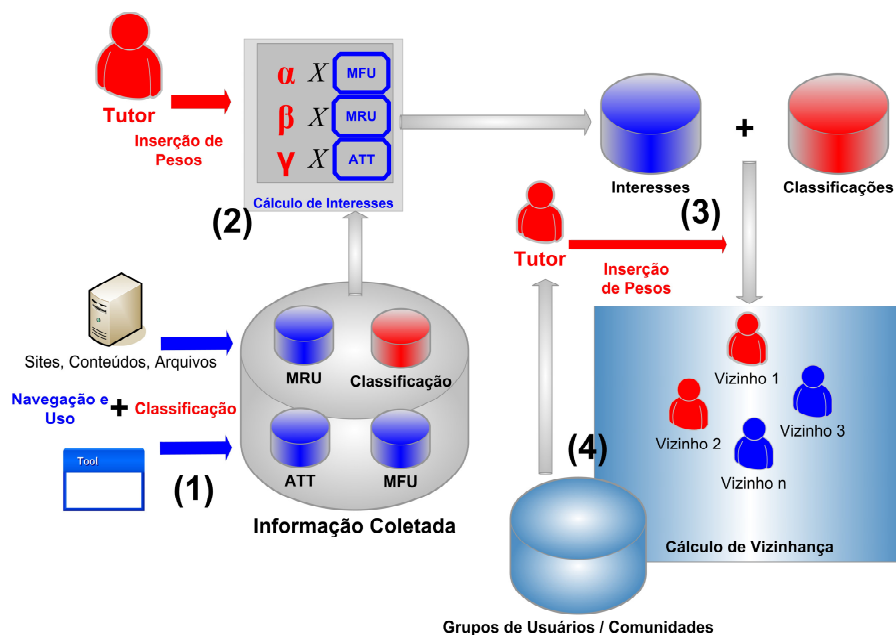 Tutor
Inserção de
Pesos
α X MFU
β X MRU
γ X ATT
Cálculo de Interesses
(2)
Interesses
+
Classificações
(3)
Tutor
Inserção
de Pesos
Sites, Conteúdos, Arquivos
Navegação e
Uso
+ Classificação
Tool
(1)
MRU
Classificação
ATT
MFU
Informação Coletada
Vizinho 1
Vizinho 2
Vizinho 3
Vizinho n
Cálculo de Vizinhança
(4)
Grupos de Usuários / Comunidades